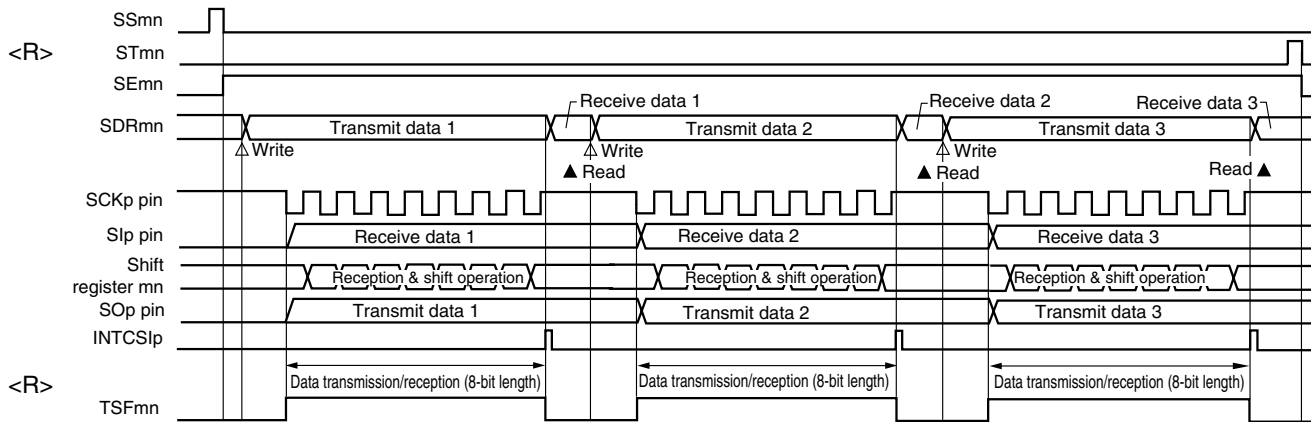 SSmn
<R> STmn
SEmn
Receive data 1 Receive data 2 Receive data 3
SDRmn Transmit data 1 Transmit data 2 Transmit data 3
Write Write Write
Read Read Read
SCKp pin
SIp pin Receive data 1 Receive data 2 Receive data 3
Shift
register mn Reception & shift operation Reception & shift operation Reception & shift operation
SOp pin Transmit data 1 Transmit data 2 Transmit data 3
INTCSIp
<R> Data transmission/reception (8-bit length) Data transmission/reception (8-bit length) Data transmission/reception (8-bit length)
TSFmn